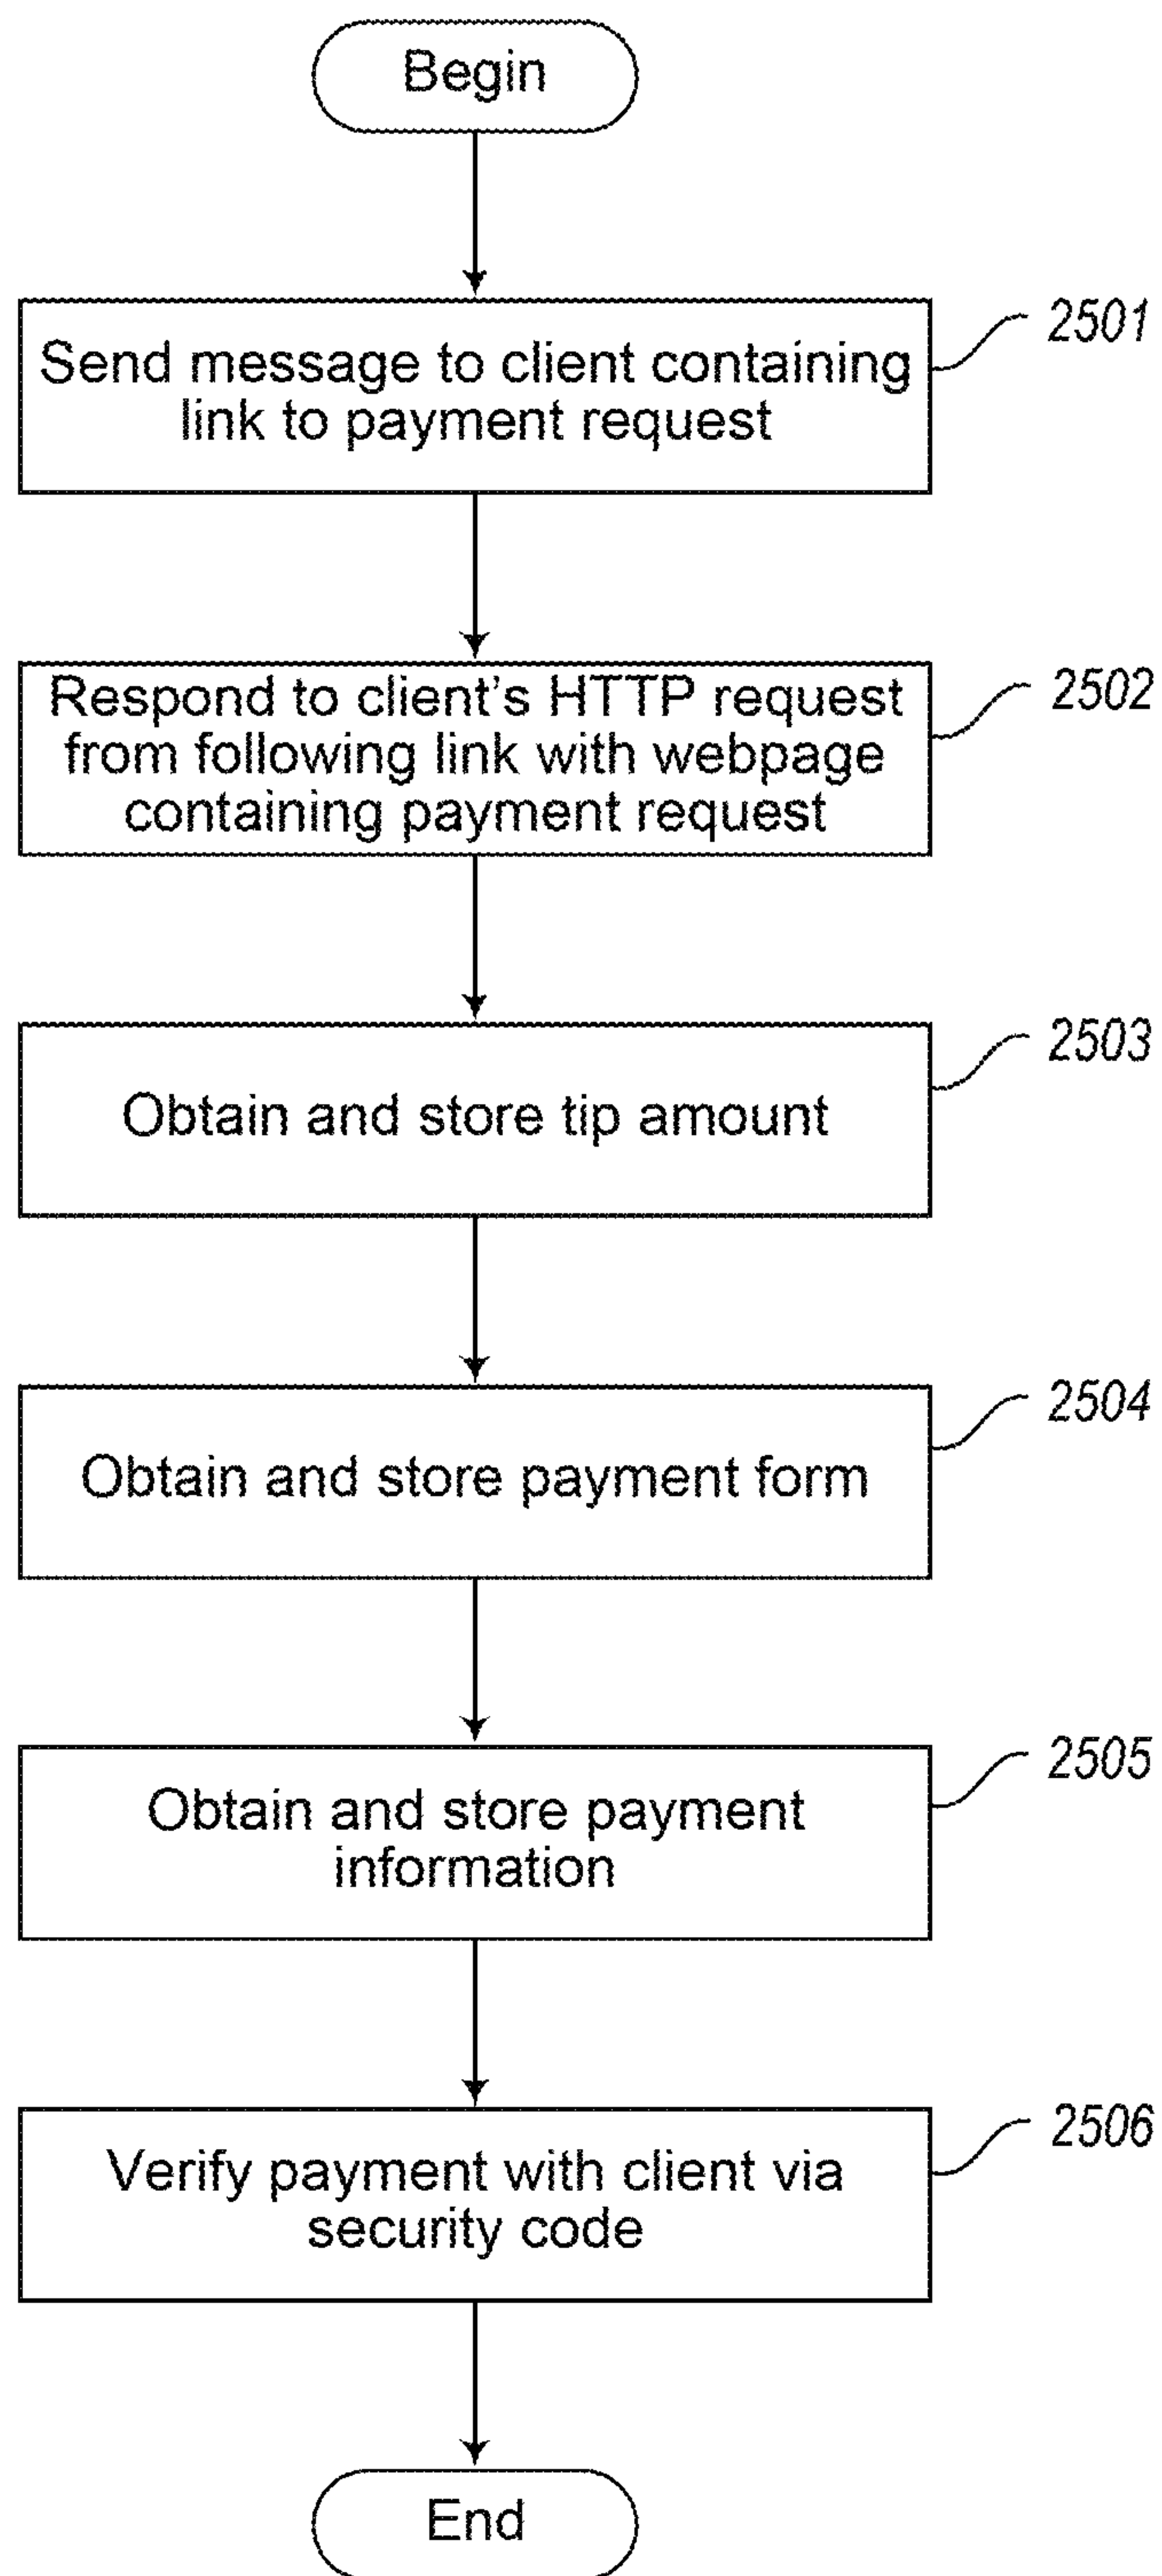 Begin
2501
Send message to client containing
link to payment request
2502
Respond to client's HTTP request
from following link with webpage
containing payment request
2503
Obtain and store tip amount
2504
Obtain and store payment form
2505
Obtain and store payment
information
2506
Verify payment with client via
security code
End